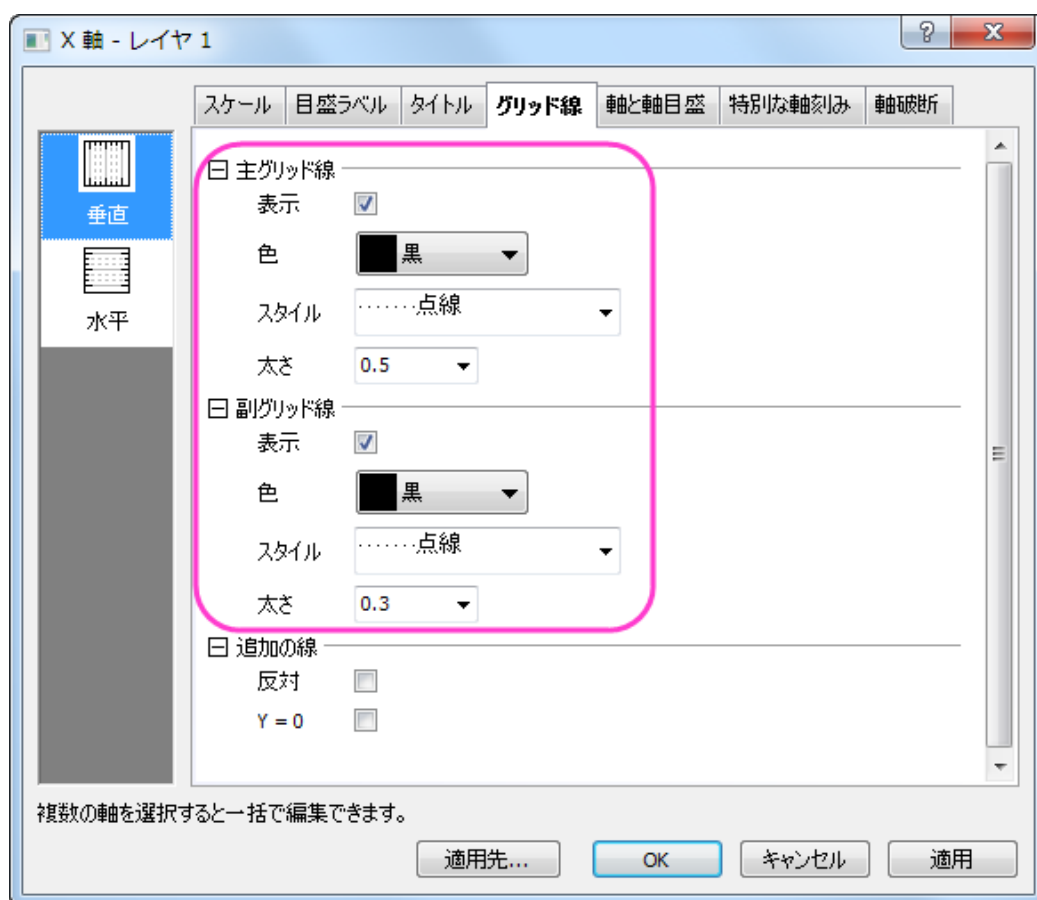 X 軸 - レイヤ 1
スケール 目盛ラベル タイトル グリッド線 軸と軸目盛 特別な軸刻み 軸破断
垂直
水平
主グリッド線
表示
色 黒
スタイル ·······点線
太さ 0.5
副グリッド線
表示
色 黒
スタイル ·······点線
太さ 0.3
追加の線
反対
Y = 0
複数の軸を選択すると一括で編集できます。
適用先... OK キャンセル 適用